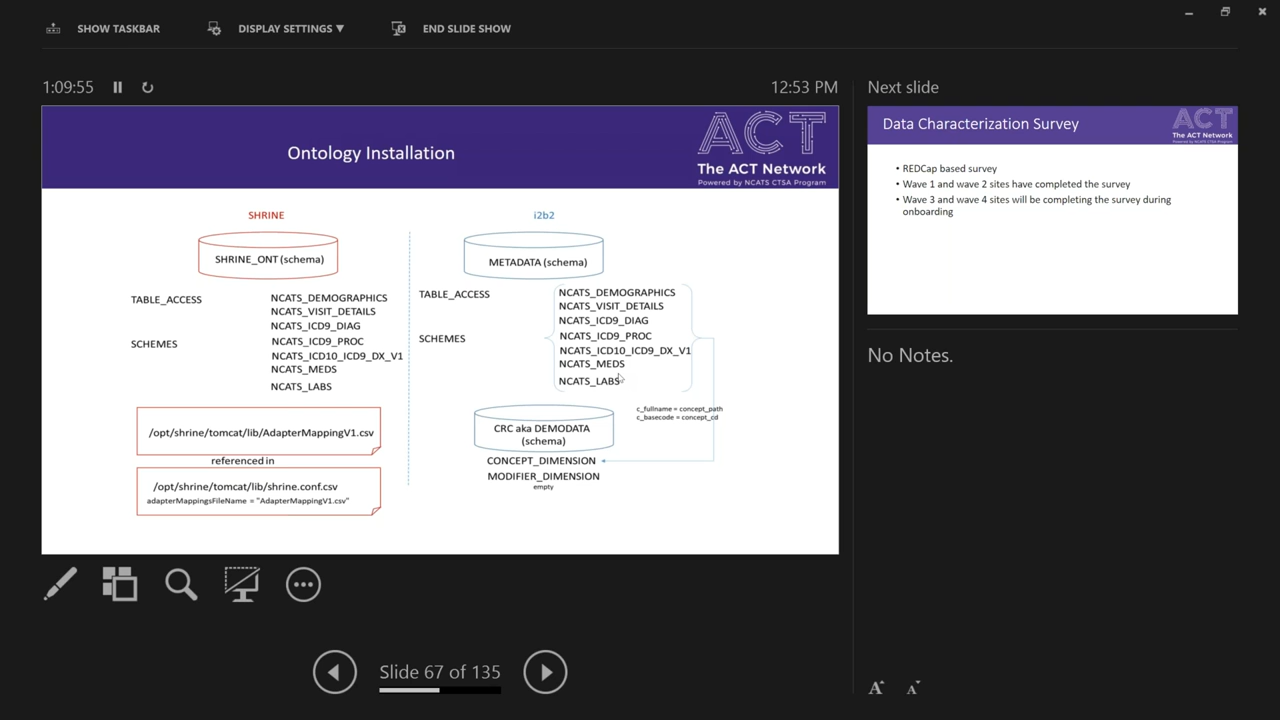 SHOW TASKBAR
DISPLAY SETTINGS ▼
END SLIDE SHOW
1:09:55
12:53 PM
Ontology Installation
ACT
The ACT Network
Powered by NCATS CTSA Program
SHRINE
SHRINE_ONT (schema)
TABLE_ACCESS
SCHEMES
NCATS_DEMOGRAPHICS
NCATS_VISIT_DETAILS
NCATS_ICD9_DIAG
NCATS_ICD9_PROC
NCATS_ICD10_ICD9_DX_V1
NCATS_MEDS
NCATS_LABS
/opt/shrine/tomcat/lib/AdapterMappingV1.csv
referenced in
/opt/shrine/tomcat/lib/shrine.conf.csv
adapterMappingsFileName = "AdapterMappingV1.csv"
i2b2
METADATA (schema)
TABLE_ACCESS
SCHEMES
NCATS_DEMOGRAPHICS
NCATS_VISIT_DETAILS
NCATS_ICD9_DIAG
NCATS_ICD9_PROC
NCATS_ICD10_ICD9_DX_V1
NCATS_MEDS
NCATS_LABS
c_fullname = concept_path
c_basecode = concept_cd
CRC aka DEMODATA
(schema)
CONCEPT_DIMENSION
MODIFIER_DIMENSION
empty
Slide 67 of 135
Next slide
Data Characterization Survey
ACT
The ACT Network
Powered by NCATS CTSA Program
• REDCap based survey
• Wave 1 and wave 2 sites have completed the survey
• Wave 3 and wave 4 sites will be completing the survey during
onboarding
No Notes.
A
A